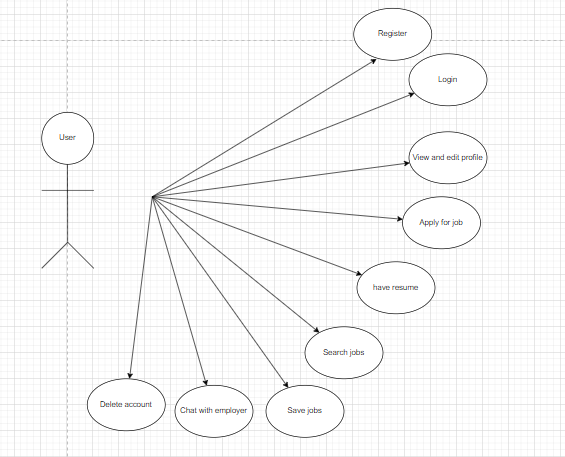 Register
Login
User
View and edit profile
Apply for job
have resume
Search jobs
Delete account
Chat with employer
Save jobs